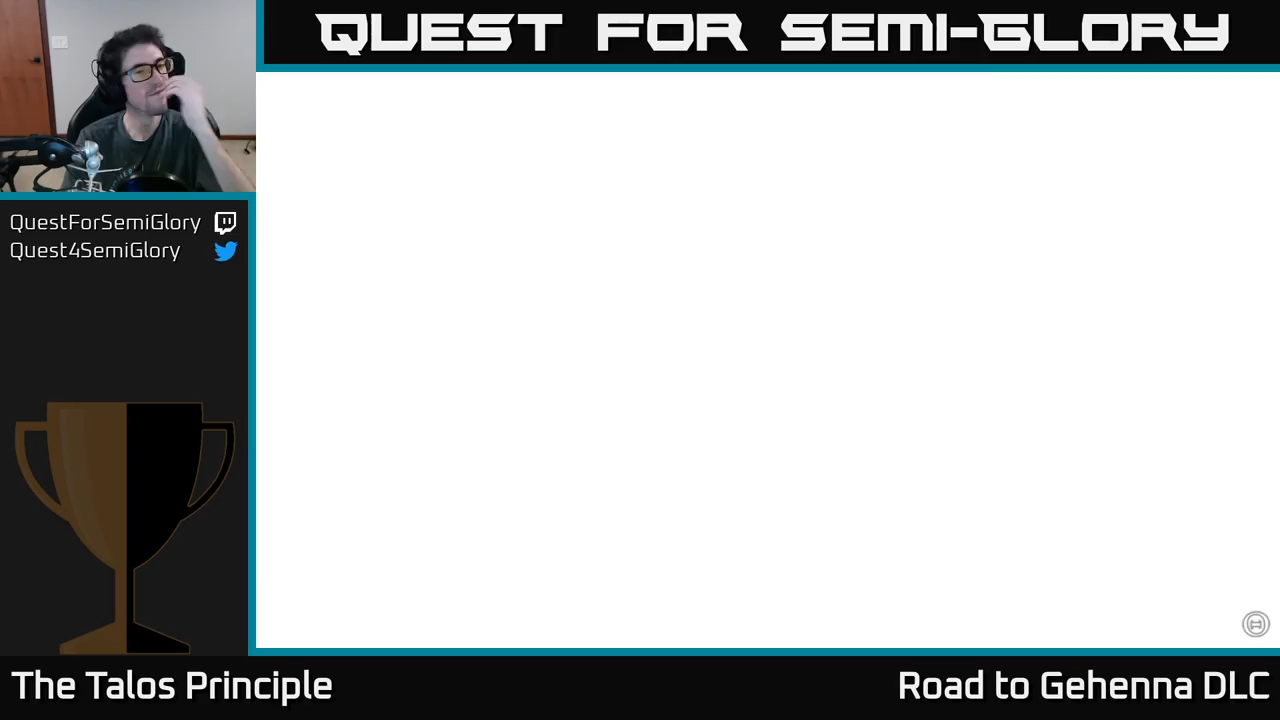 QUEST FOR SEMI-GLORY
QuestForSemiGlory
Quest4SemiGlory
The Talos Principle
Road to Gehenna DLC